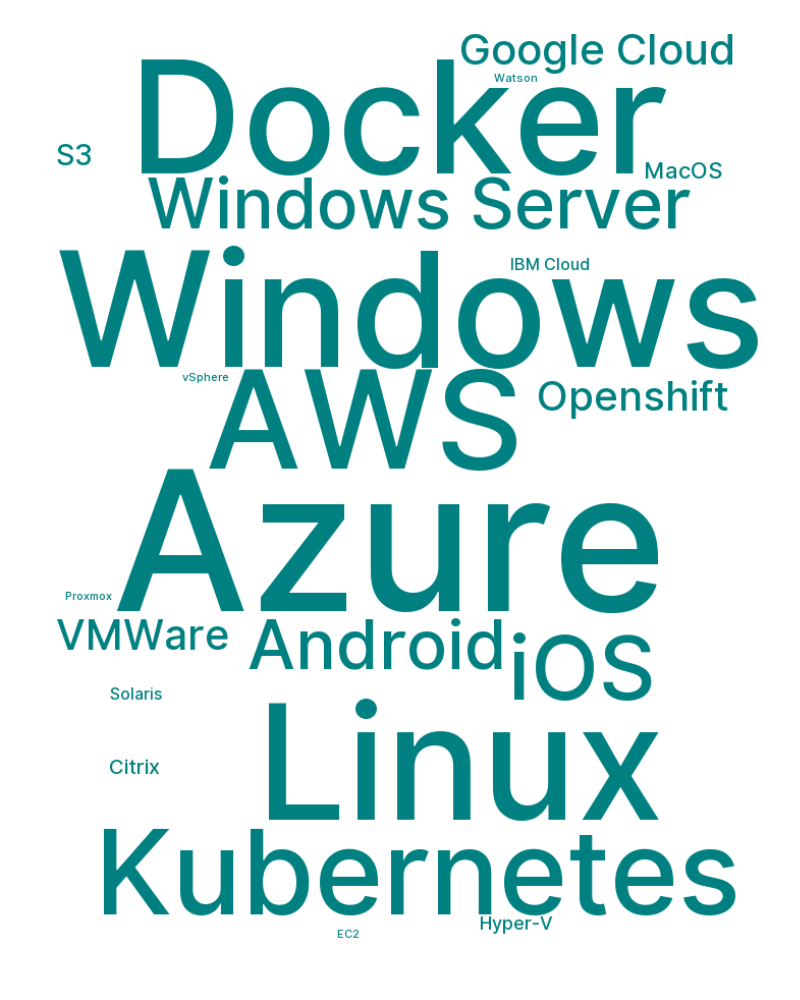 Google Cloud
Docker
Watson
S3
MacOS
Windows Server
Windows
IBM Cloud
vSphere
AWS
Openshift
Azure
Proxmox
VMWare
Android
iOS
Solaris
Linux
Citrix
Kubernetes
Hyper-V
EC2